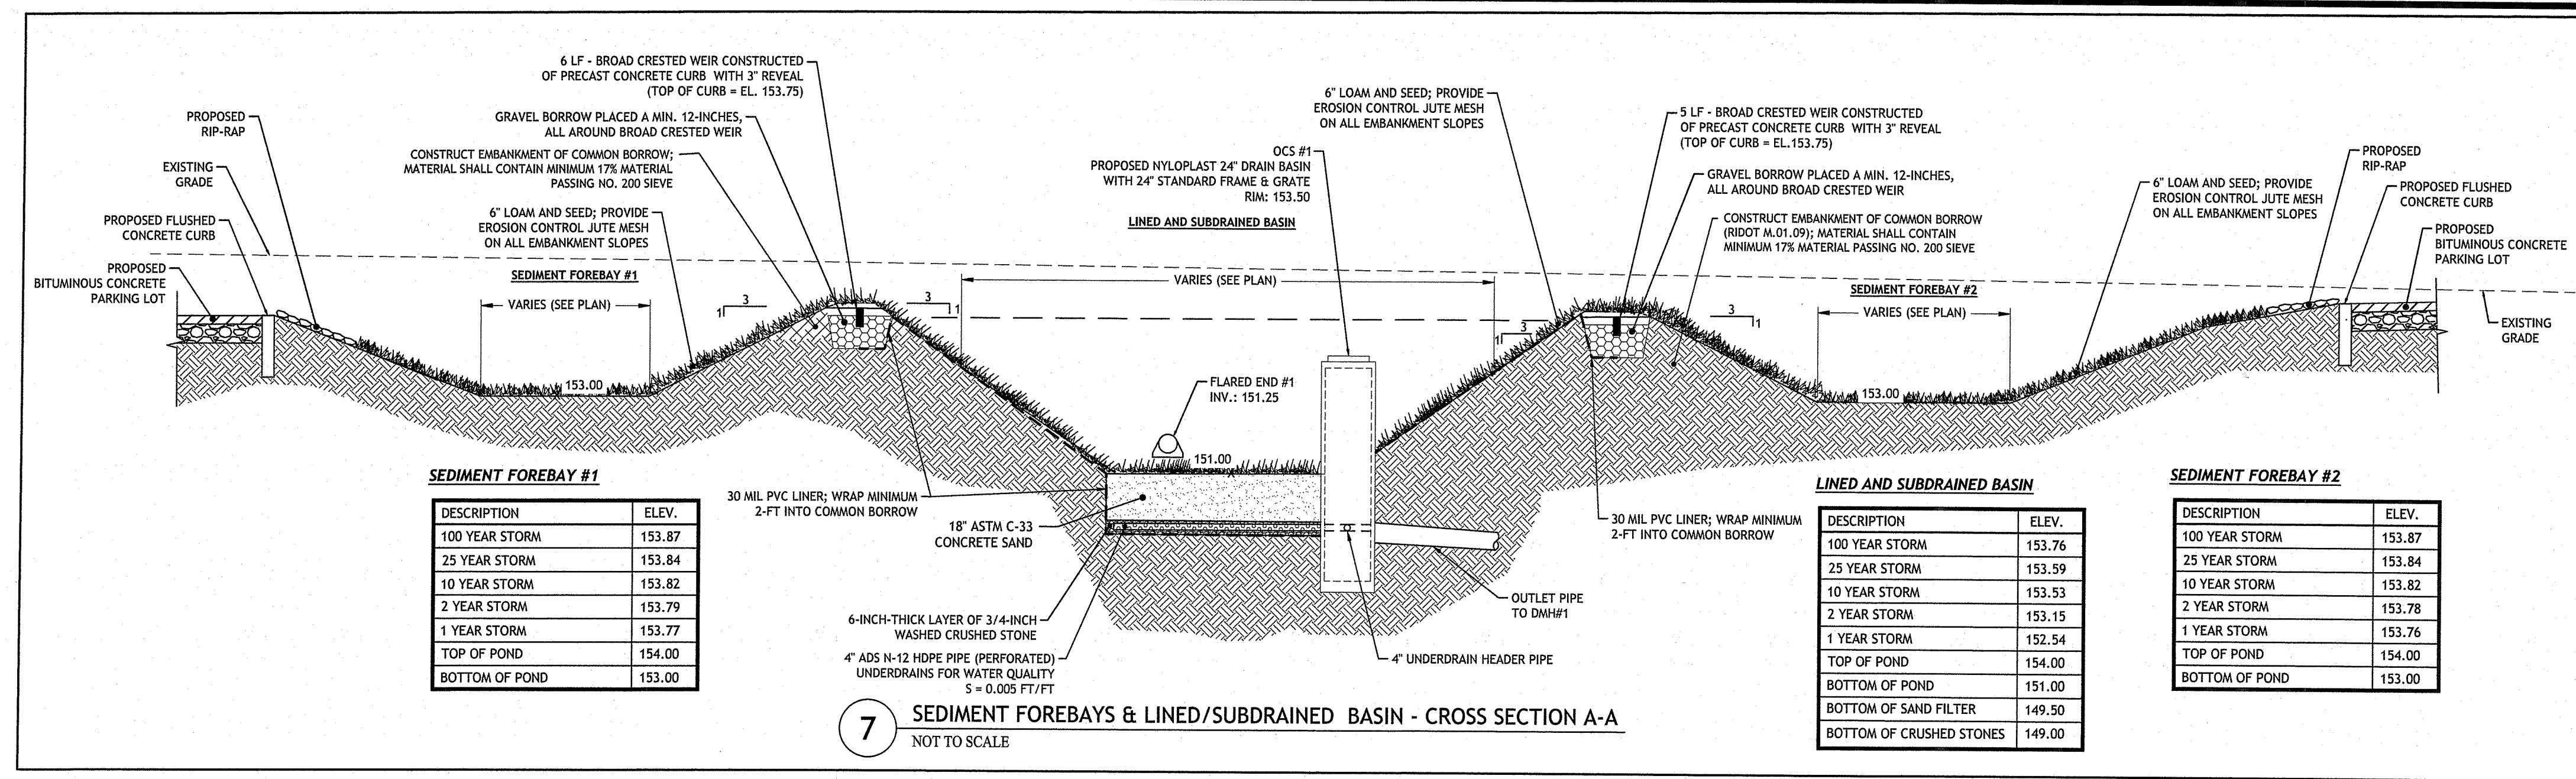 6 LF - BROAD CRESTED WEIR CONSTRUCTED
OF PRECAST CONCRETE CURB WITH 3" REVEAL
(TOP OF CURB = EL. 153.75)
PROPOSED
RIP-RAP
GRAVEL BORROW PLACED A MIN. 12-INCHES,
ALL AROUND BROAD CRESTED WEIR
EXISTING
GRADE
CONSTRUCT EMBANKMENT OF COMMON BORROW;
MATERIAL SHALL CONTAIN MINIMUM 17% MATERIAL
PASSING NO. 200 SIEVE
PROPOSED FLUSHED
CONCRETE CURB
6" LOAM AND SEED; PROVIDE
EROSION CONTROL JUTE MESH
ON ALL EMBANKMENT SLOPES
PROPOSED
BITUMINOUS CONCRETE
PARKING LOT
SEDIMENT FOREBAY #1
VARIES (SEE PLAN)
3
1
3
1
153.00
6" LOAM AND SEED; PROVIDE
EROSION CONTROL JUTE MESH
ON ALL EMBANKMENT SLOPES
OCS #1
PROPOSED NYLOPLAST 24" DRAIN BASIN
WITH 24" STANDARD FRAME & GRATE
RIM: 153.50
LINED AND SUBDRAINED BASIN
VARIES (SEE PLAN)
3
1
FLARED END #1
INV.: 151.25
151.00
5 LF - BROAD CRESTED WEIR CONSTRUCTED
OF PRECAST CONCRETE CURB WITH 3" REVEAL
(TOP OF CURB = EL.153.75)
GRAVEL BORROW PLACED A MIN. 12-INCHES,
ALL AROUND BROAD CRESTED WEIR
CONSTRUCT EMBANKMENT OF COMMON BORROW
(RIDOT M.01.09); MATERIAL SHALL CONTAIN
MINIMUM 17% MATERIAL PASSING NO. 200 SIEVE
3
1
SEDIMENT FOREBAY #2
VARIES (SEE PLAN)
153.00
6" LOAM AND SEED; PROVIDE
EROSION CONTROL JUTE MESH
ON ALL EMBANKMENT SLOPES
PROPOSED
RIP-RAP
PROPOSED FLUSHED
CONCRETE CURB
PROPOSED
BITUMINOUS CONCRETE
PARKING LOT
EXISTING
GRADE
30 MIL PVC LINER; WRAP MINIMUM
2-FT INTO COMMON BORROW
18" ASTM C-33
CONCRETE SAND
6-INCH-THICK LAYER OF 3/4-INCH
WASHED CRUSHED STONE
4" ADS N-12 HDPE PIPE (PERFORATED)
UNDERDRAINS FOR WATER QUALITY
S = 0.005 FT/FT
30 MIL PVC LINER; WRAP MINIMUM
2-FT INTO COMMON BORROW
OUTLET PIPE
TO DMH#1
4" UNDERDRAIN HEADER PIPE
SEDIMENT FOREBAY #1
DESCRIPTION ELEV.
100 YEAR STORM 153.87
25 YEAR STORM 153.84
10 YEAR STORM 153.82
2 YEAR STORM 153.79
1 YEAR STORM 153.77
TOP OF POND 154.00
BOTTOM OF POND 153.00
LINED AND SUBDRAINED BASIN
DESCRIPTION ELEV.
100 YEAR STORM 153.76
25 YEAR STORM 153.59
10 YEAR STORM 153.53
2 YEAR STORM 153.15
1 YEAR STORM 152.54
TOP OF POND 154.00
BOTTOM OF POND 151.00
BOTTOM OF SAND FILTER 149.50
BOTTOM OF CRUSHED STONES 149.00
SEDIMENT FOREBAY #2
DESCRIPTION ELEV.
100 YEAR STORM 153.87
25 YEAR STORM 153.84
10 YEAR STORM 153.82
2 YEAR STORM 153.78
1 YEAR STORM 153.76
TOP OF POND 154.00
BOTTOM OF POND 153.00
7
SEDIMENT FOREBAYS & LINED/SUBDRAINED BASIN - CROSS SECTION A-A
NOT TO SCALE